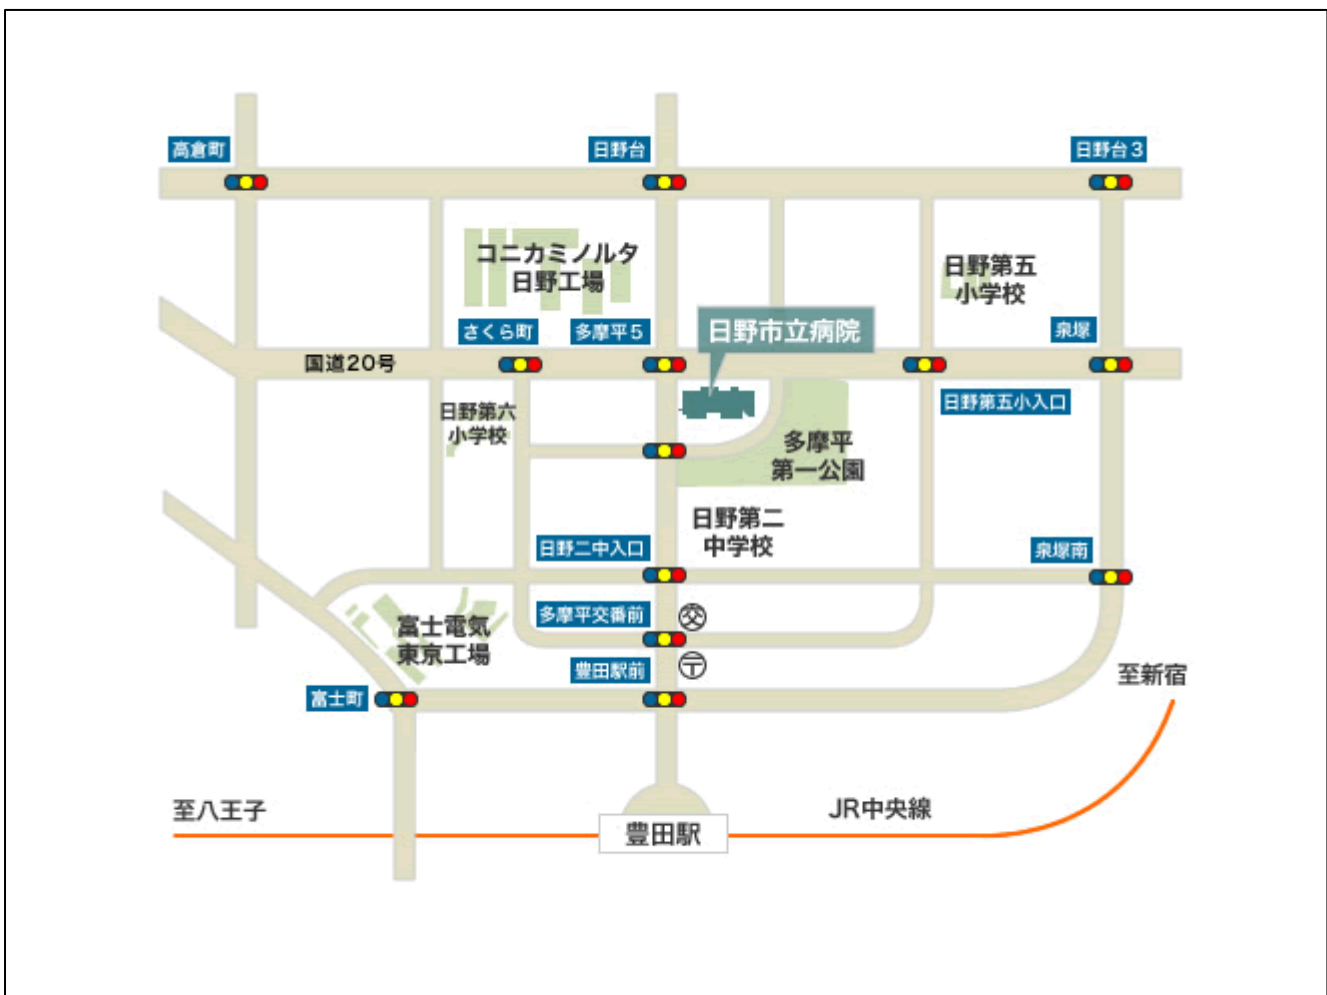 高倉町
日野台
日野台3
コニカミノルタ
日野工場
日野第五
小学校
さくら町
多摩平5
日野市立病院
泉塚
国道20号
日野第五小入口
日野第六
小学校
多摩平
第一公園
日野第二
中学校
日野二中入口
泉塚南
多摩平交番前
交
富士電気
東京工場
豊田駅前
〒
富士町
至新宿
至八王子
JR中央線
豊田駅